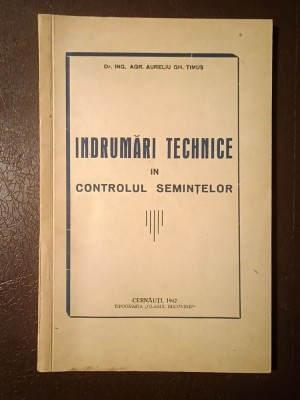 Dr. ING. AGR. AURELIU GH. TIMUŞ
INDRUMĂRI TECHNICE
IN
CONTROLUL SEMINŢELOR
CERNĂUŢI, 1942
TIPOGRAFIA „GLASUL BUCOVINEI”